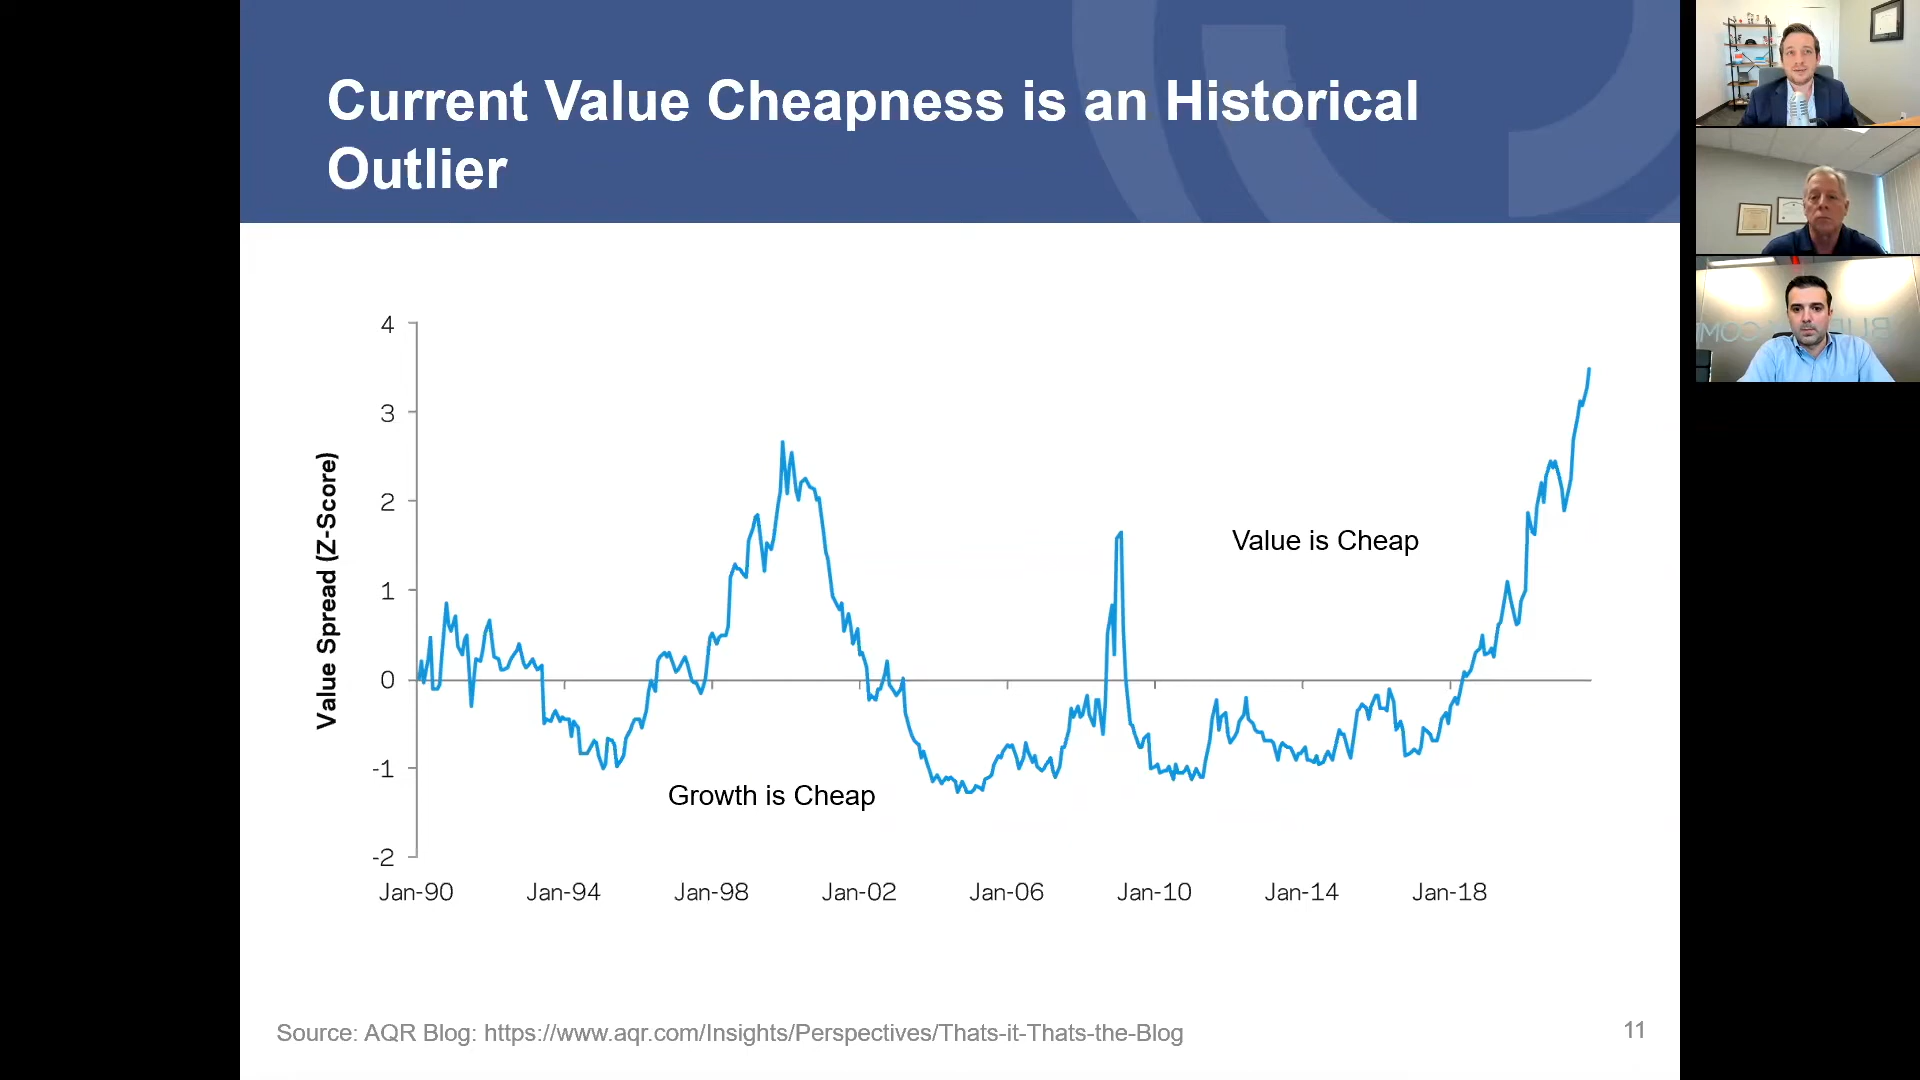 Current Value Cheapness is an Historical
Outlier
Value Spread (Z-Score)
4
3
2
1
0
-1
-2
Value is Cheap
Growth is Cheap
Jan-90 Jan-94 Jan-98 Jan-02 Jan-06 Jan-10 Jan-14 Jan-18
Source: AQR Blog: https://www.aqr.com/Insights/Perspectives/Thats-it-Thats-the-Blog
11